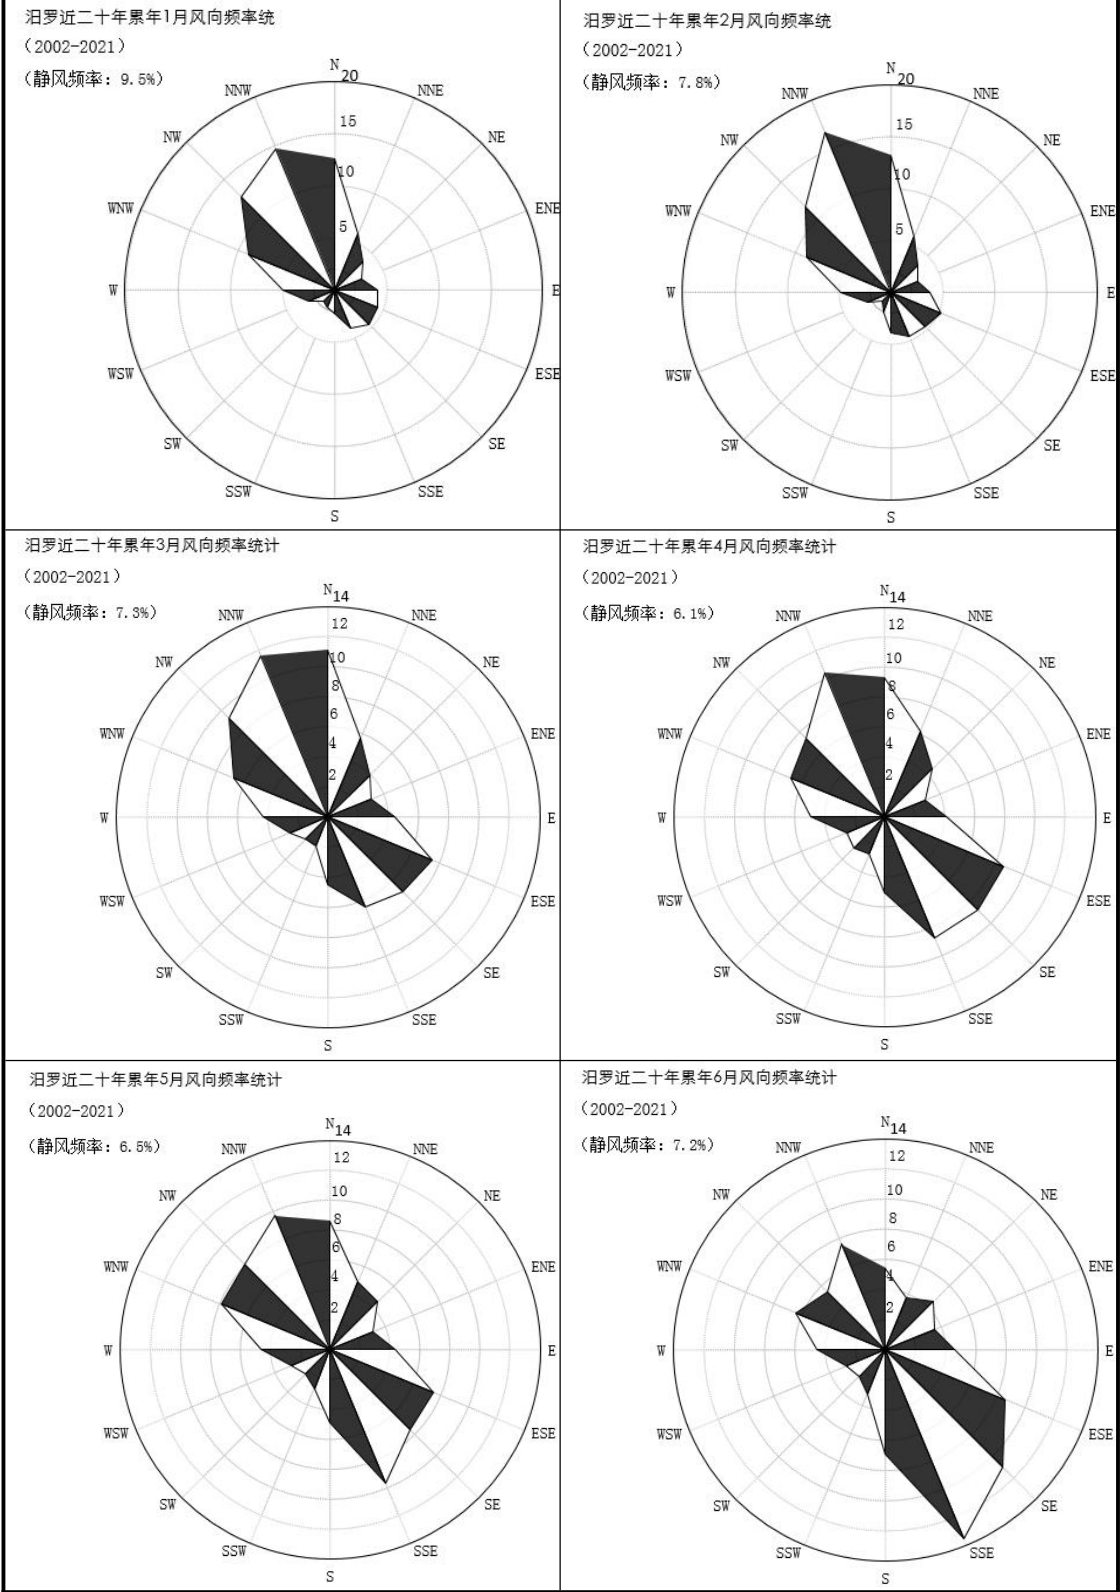 汨罗近二十年累年1月风向频率统
（2002-2021）
（静风频率：9.5%）
N
20
NNW
NNE
15
NW
NE
10
WNW
ENE
5
W
E
WSW
ESE
SW
SE
SSW
SSE
S
汨罗近二十年累年2月风向频率统
（2002-2021）
（静风频率：7.8%）
N
20
NNW
NNE
15
NW
NE
10
WNW
ENE
5
W
E
WSW
ESE
SW
SE
SSW
SSE
S
汨罗近二十年累年3月风向频率统计
（2002-2021）
（静风频率：7.3%）
N
14
NNW
NNE
12
NW
NE
10
8
6
WNW
ENE
4
2
W
E
WSW
ESE
SW
SE
SSW
SSE
S
汨罗近二十年累年4月风向频率统计
（2002-2021）
（静风频率：6.1%）
N
14
NNW
NNE
12
NW
NE
10
8
6
WNW
ENE
4
2
W
E
WSW
ESE
SW
SE
SSW
SSE
S
汨罗近二十年累年5月风向频率统计
（2002-2021）
（静风频率：6.5%）
N
14
NNW
NNE
12
NW
NE
10
8
6
WNW
ENE
4
2
W
E
WSW
ESE
SW
SE
SSW
SSE
S
汨罗近二十年累年6月风向频率统计
（2002-2021）
（静风频率：7.2%）
N
14
NNW
NNE
12
NW
NE
10
8
6
WNW
ENE
4
2
W
E
WSW
ESE
SW
SE
SSW
SSE
S